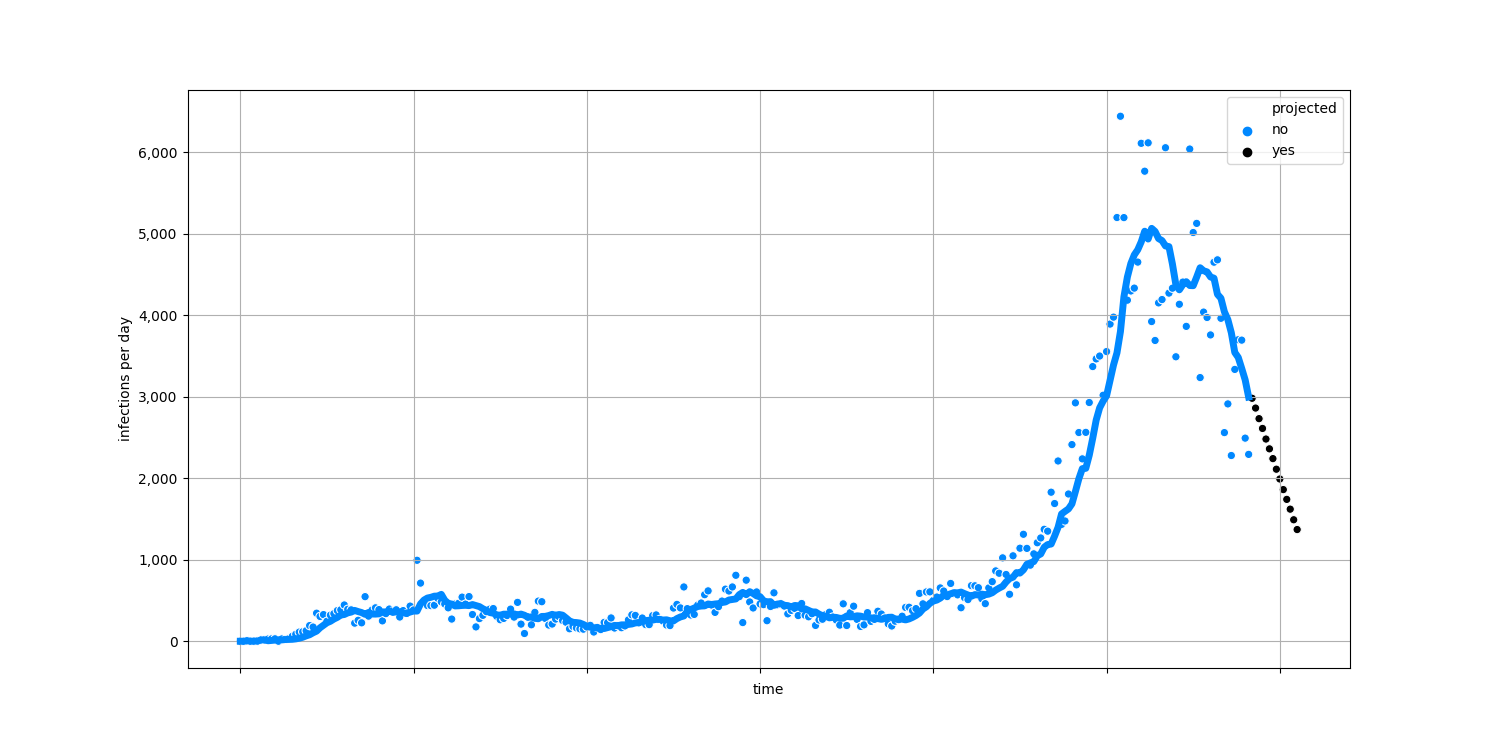 projected
no
yes
6,000
5,000
4,000
3,000
2,000
1,000
0
infections per day
time